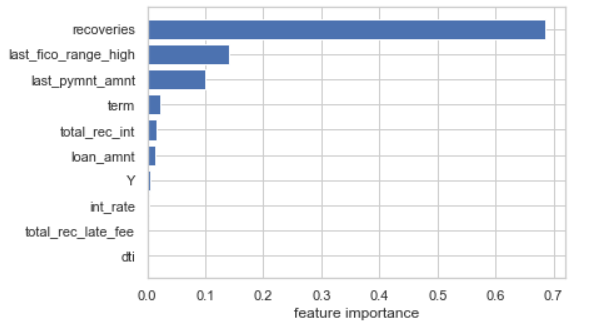 recoveries
last_fico_range_high
last_pymnt_amnt
term
total_rec_int
loan_amnt
Y
int_rate
total_rec_late_fee
dti
0.0 0.1 0.2 0.3 0.4 0.5 0.6 0.7
feature importance